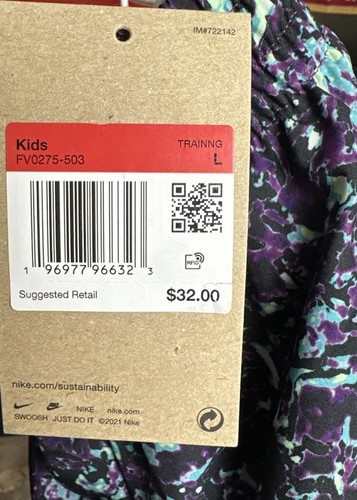 IM#722142
Kids TRAINNG
FV0275-503 L
1 96977 96632 3
RFID
Suggested Retail $32.00
nike.com/sustainability
NIKE nike.com
SWOOSH JUST DO IT ©2021 Nike